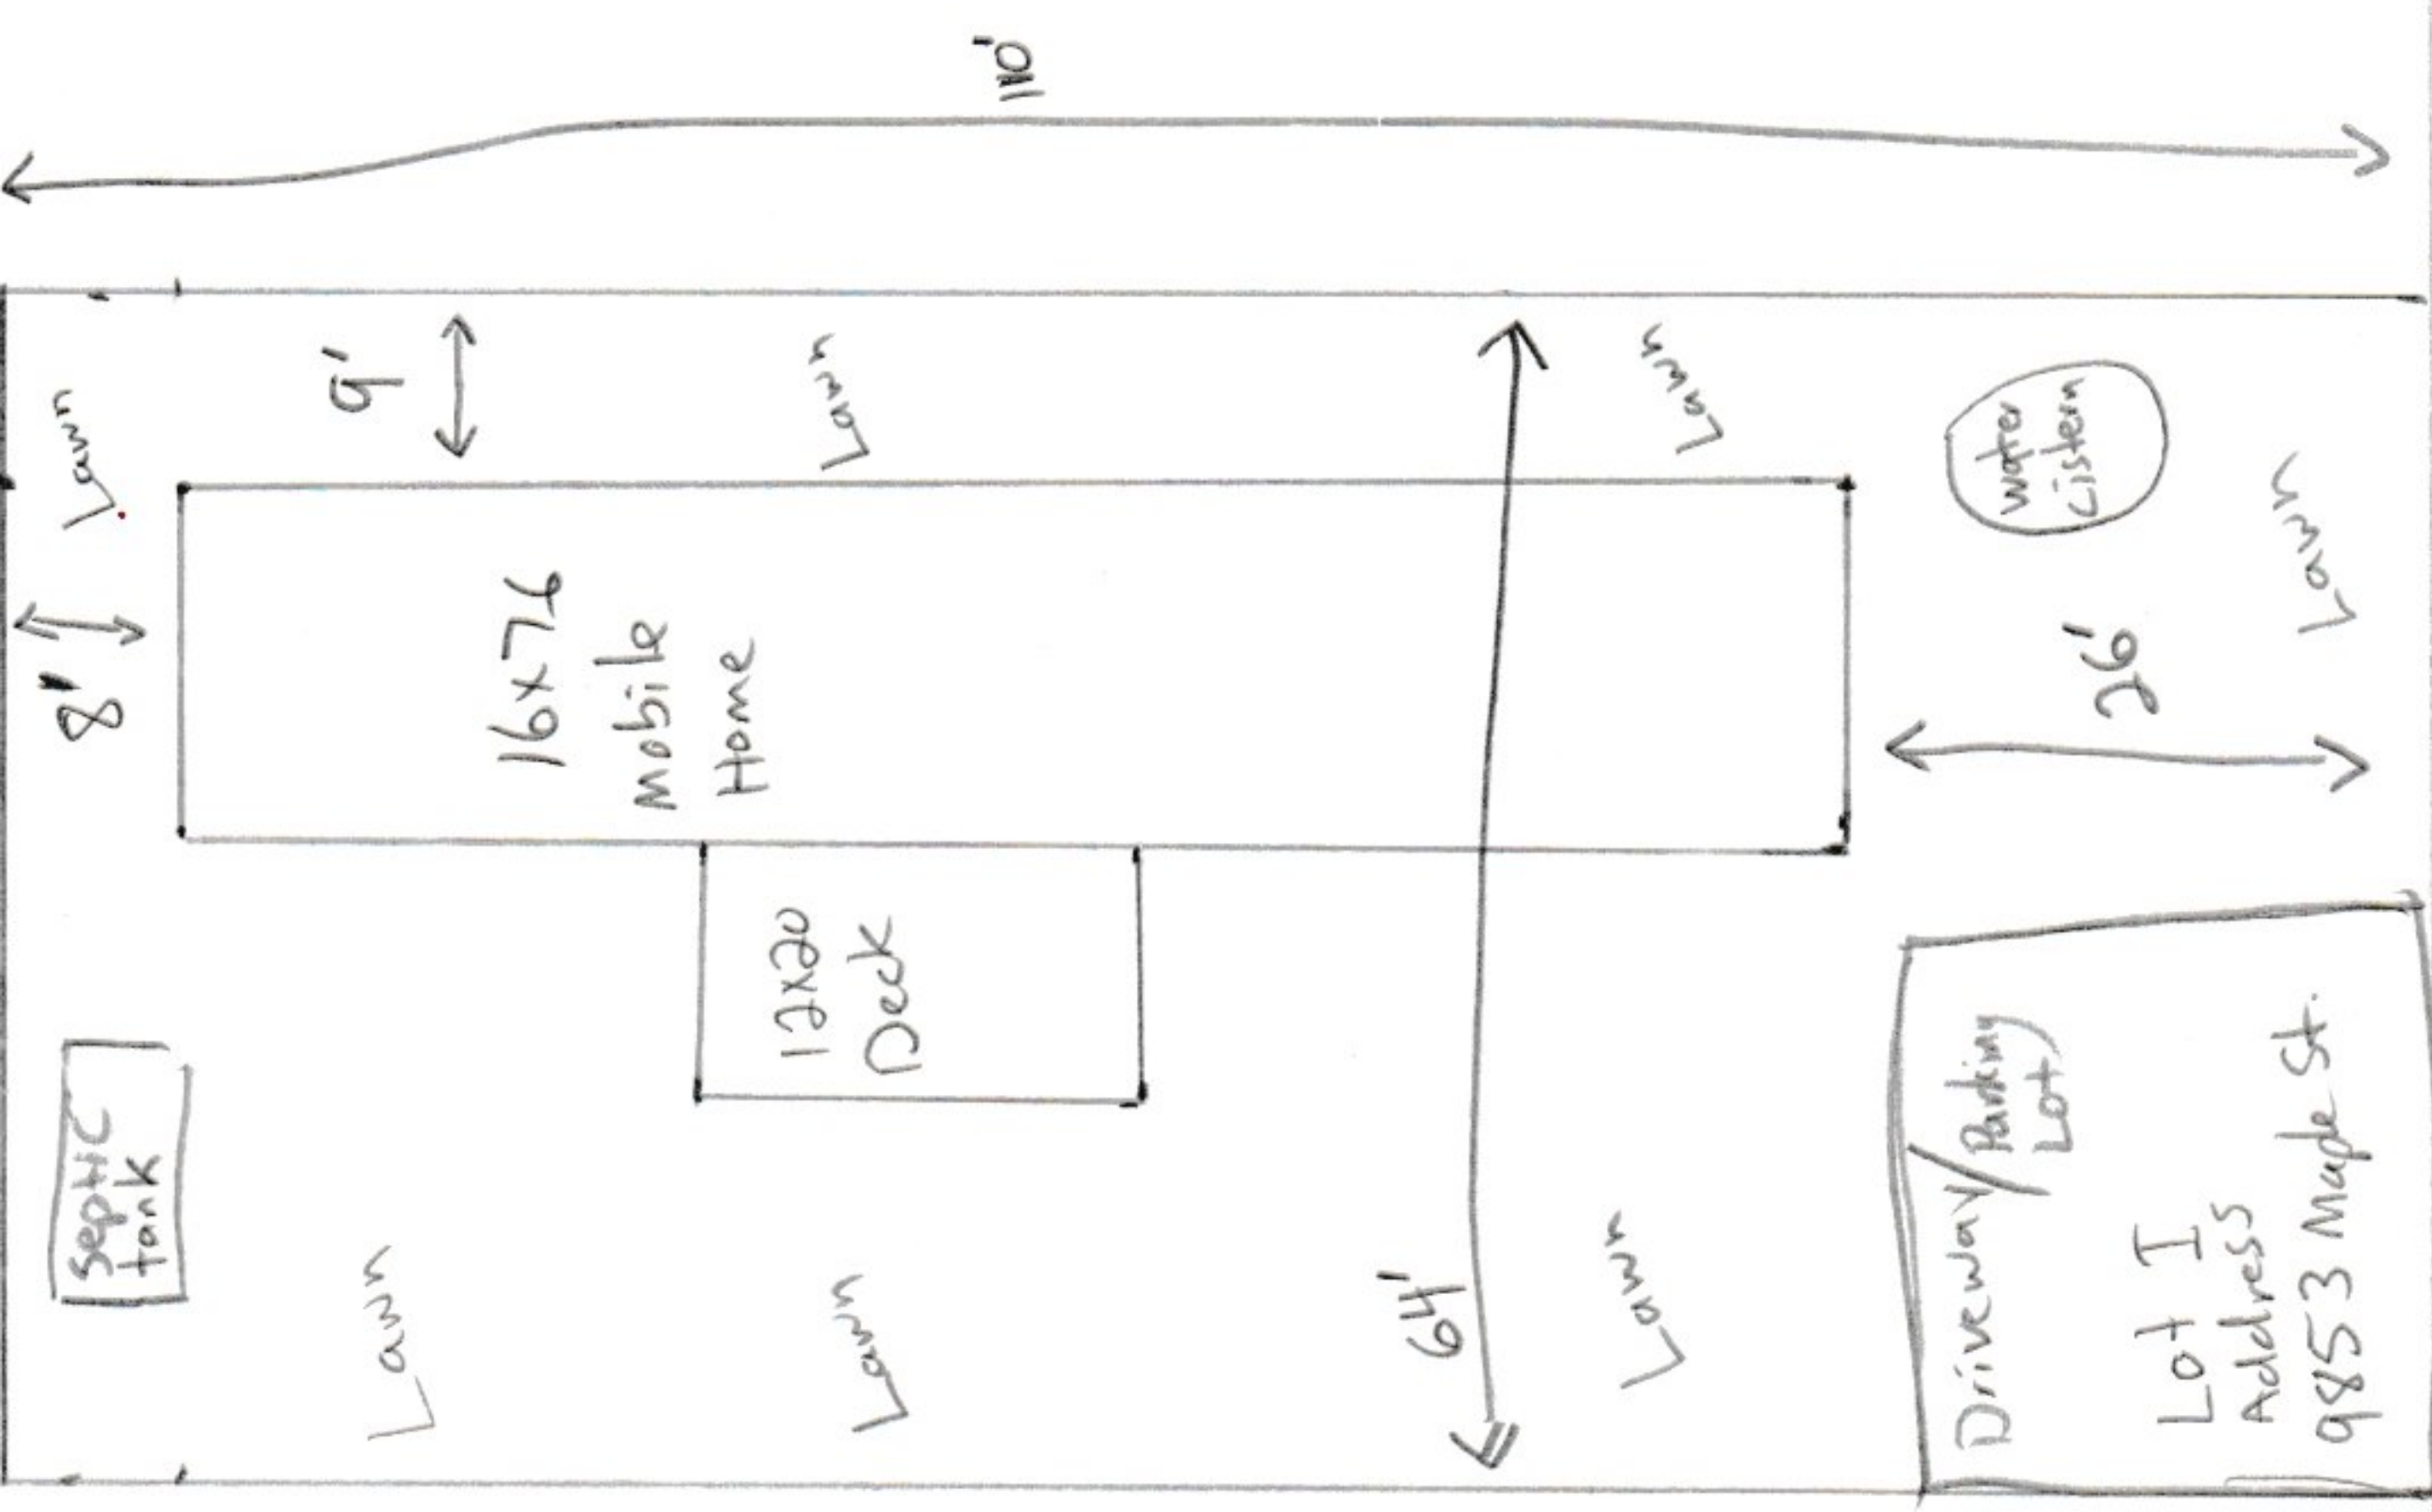 Septic
tank
8'
Lawn
9'
Lawn
16x76
mobile
Home
12x20
Deck
Lawn
Lawn
110'
64'
Lawn
Lawn
Driveway/Parking
Lot
water
cistern
26'
Lot I
Address
9853 Maple St.
Lawn